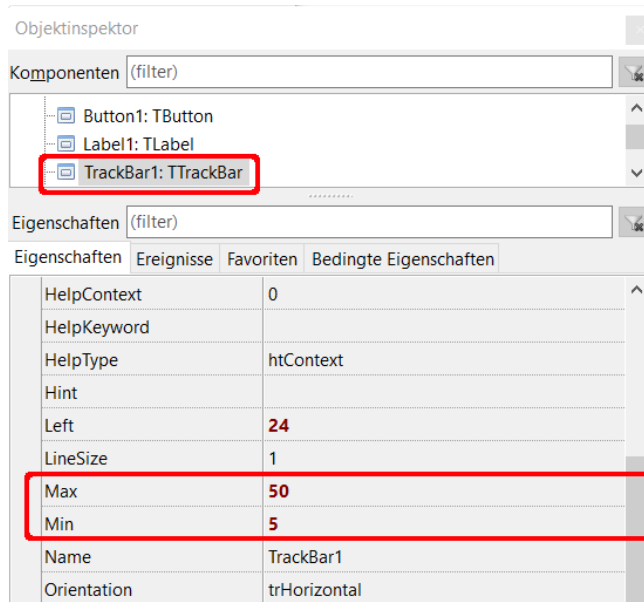 Objektinspektor
Komponenten (filter)
Button1: TButton
Label1: TLabel
TrackBar1: TTrackBar
Eigenschaften (filter)
Eigenschaften Ereignisse Favoriten Bedingte Eigenschaften
HelpContext 0
HelpKeyword
HelpType htContext
Hint
Left 24
LineSize 1
Max 50
Min 5
Name TrackBar1
Orientation trHorizontal